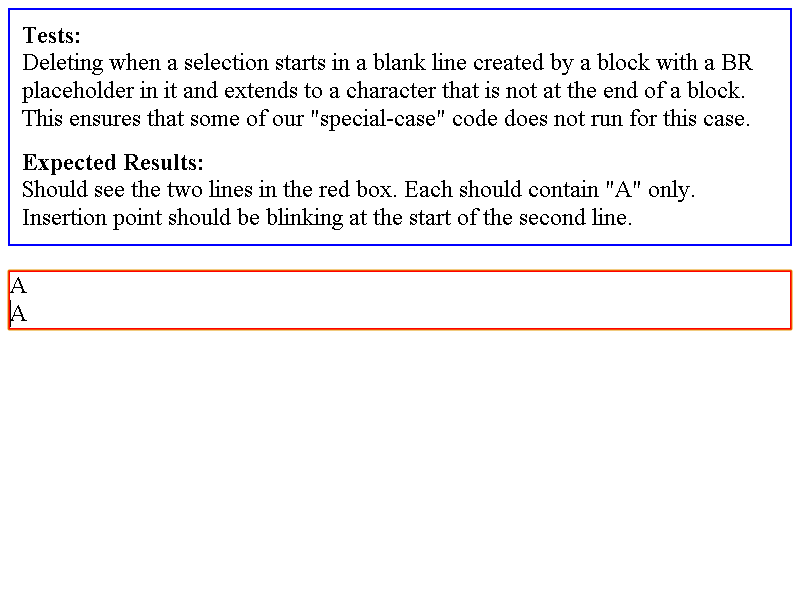 Tests:
Deleting when a selection starts in a blank line created by a block with a BR
placeholder in it and extends to a character that is not at the end of a block.
This ensures that some of our "special-case" code does not run for this case.
Expected Results:
Should see the two lines in the red box. Each should contain "A" only.
Insertion point should be blinking at the start of the second line.
A
A